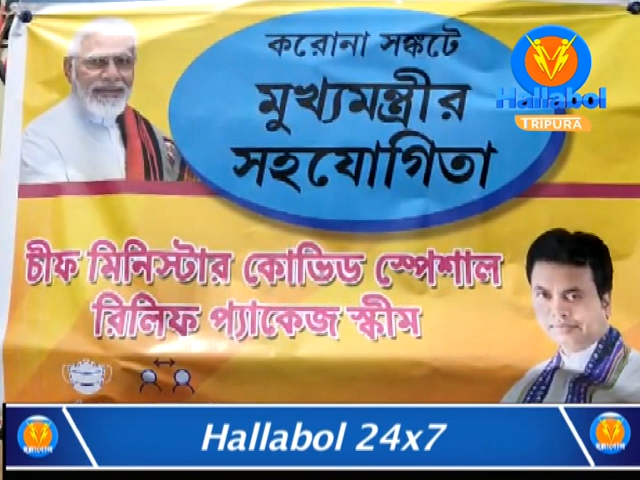 করোনা সঙ্কটে
মুখ্যমন্ত্রীর
সহযোগিতা
Hallabol
TRIPURA
চীফ মিনিস্টার কোভিড স্পেশাল
রিলিফ প্যাকেজ স্কীম
Hallabol 24x7